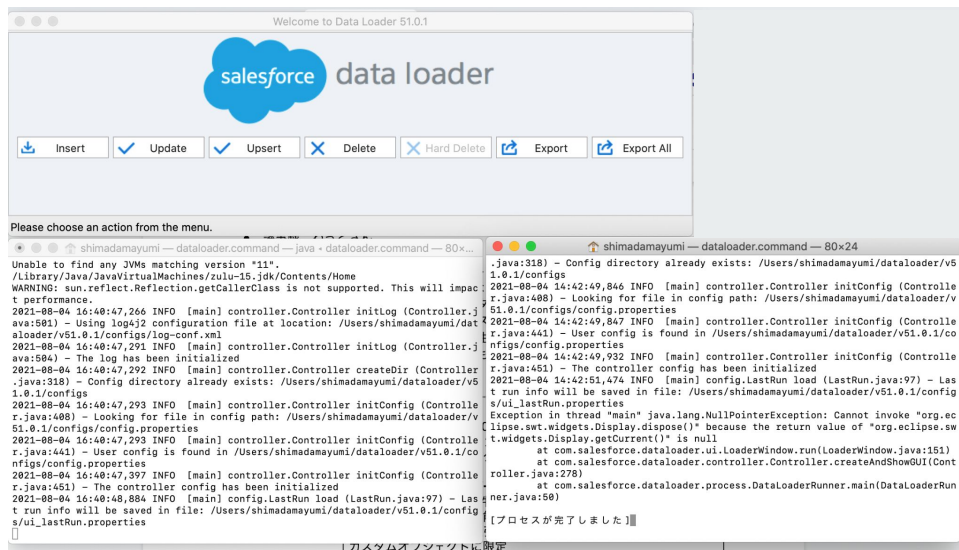 Welcome to Data Loader 51.0.1
salesforce data loader
Insert Update Upsert Delete Hard Delete Export Export All
Please choose an action from the menu.
shimadamayumi — dataloader.command — java ◂ dataloader.command — 80×...
Unable to find any JVMs matching version "11".
/Library/Java/JavaVirtualMachines/zulu-15.jdk/Contents/Home
WARNING: sun.reflect.Reflection.getCallerClass is not supported. This will impac
t performance.
2021-08-04 16:40:47,266 INFO  [main] controller.Controller initLog (Controller.j
ava:501) - Using log4j2 configuration file at location: /Users/shimadamayumi/dat
aloader/v51.0.1/configs/log-conf.xml
2021-08-04 16:40:47,291 INFO  [main] controller.Controller initLog (Controller.j
ava:504) - The log has been initialized
2021-08-04 16:40:47,292 INFO  [main] controller.Controller createDir (Controller
.java:318) - Config directory already exists: /Users/shimadamayumi/dataloader/v5
1.0.1/configs
2021-08-04 16:40:47,293 INFO  [main] controller.Controller initConfig (Controlle
r.java:408) - Looking for file in config path: /Users/shimadamayumi/dataloader/v
51.0.1/configs/config.properties
2021-08-04 16:40:47,293 INFO  [main] controller.Controller initConfig (Controlle
r.java:441) - User config is found in /Users/shimadamayumi/dataloader/v51.0.1/co
nfigs/config.properties
2021-08-04 16:40:47,397 INFO  [main] controller.Controller initConfig (Controlle
r.java:451) - The controller config has been initialized
2021-08-04 16:40:48,884 INFO  [main] config.LastRun load (LastRun.java:97) - Las
t run info will be saved in file: /Users/shimadamayumi/dataloader/v51.0.1/config
s/ui_lastRun.properties
shimadamayumi — dataloader.command — 80×24
.java:318) - Config directory already exists: /Users/shimadamayumi/dataloader/v5
1.0.1/configs
2021-08-04 14:42:49,846 INFO  [main] controller.Controller initConfig (Controlle
r.java:408) - Looking for file in config path: /Users/shimadamayumi/dataloader/v
51.0.1/configs/config.properties
2021-08-04 14:42:49,847 INFO  [main] controller.Controller initConfig (Controlle
r.java:441) - User config is found in /Users/shimadamayumi/dataloader/v51.0.1/co
nfigs/config.properties
2021-08-04 14:42:49,932 INFO  [main] controller.Controller initConfig (Controlle
r.java:451) - The controller config has been initialized
2021-08-04 14:42:51,474 INFO  [main] config.LastRun load (LastRun.java:97) - Las
t run info will be saved in file: /Users/shimadamayumi/dataloader/v51.0.1/config
s/ui_lastRun.properties
Exception in thread "main" java.lang.NullPointerException: Cannot invoke "org.ec
lipse.swt.widgets.Display.dispose()" because the return value of "org.eclipse.sw
t.widgets.Display.getCurrent()" is null
at com.salesforce.dataloader.ui.LoaderWindow.run(LoaderWindow.java:151)
at com.salesforce.dataloader.controller.Controller.createAndShowGUI(Cont
roller.java:278)
at com.salesforce.dataloader.process.DataLoaderRunner.main(DataLoaderRun
ner.java:50)
[プロセスが完了しました]
カスタムオブジェクトに限定